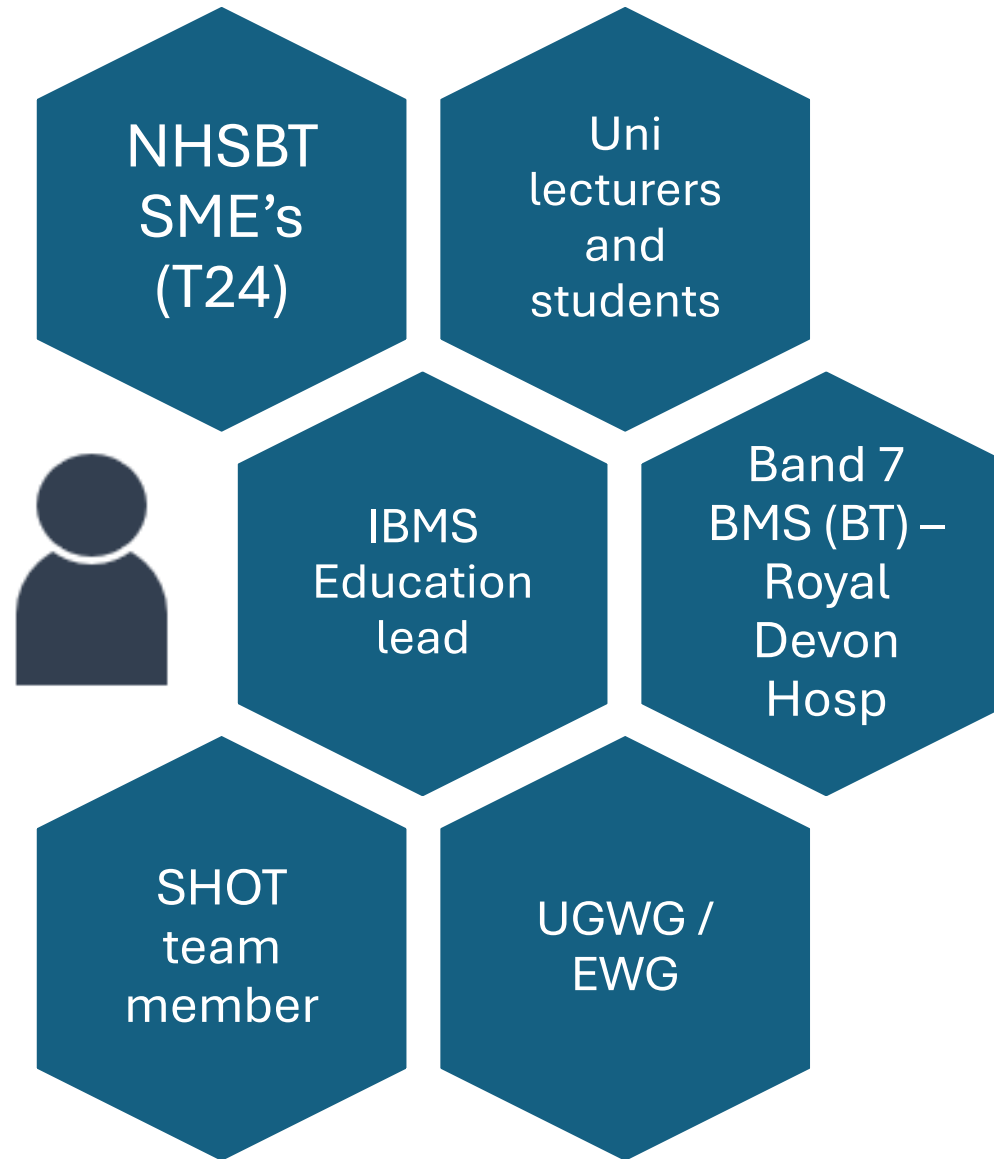 NHSBT
SME’s
(T24)
Uni
lecturers
and
students
IBMS
Education
lead
Band 7
BMS (BT) –
Royal
Devon
Hosp
SHOT
team
member
UGWG /
EWG